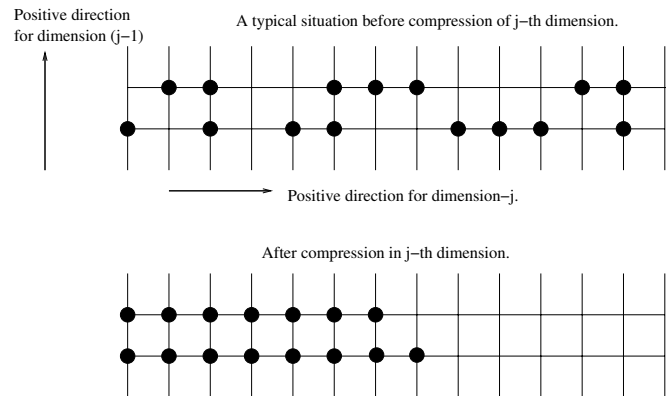 Positive direction
for dimension (j−1)
A typical situation before compression of j−th dimension.
Positive direction for dimension−j.
After compression in j−th dimension.